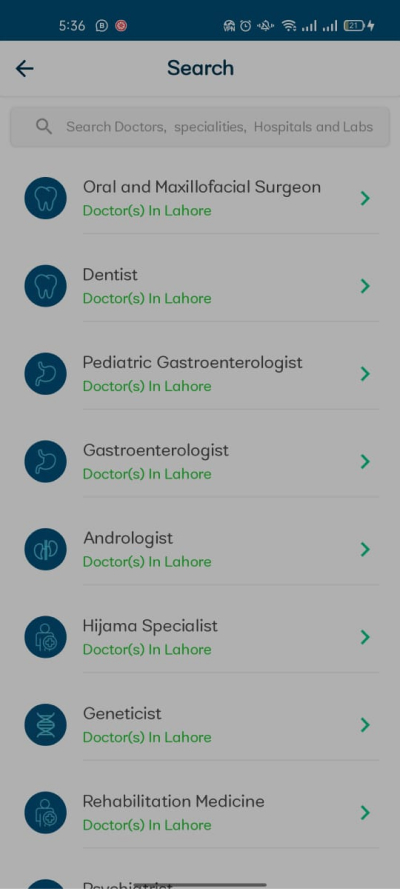 5:36
21
Search
Search Doctors, specialities, Hospitals and Labs
Oral and Maxillofacial Surgeon
Doctor(s) In Lahore
Dentist
Doctor(s) In Lahore
Pediatric Gastroenterologist
Doctor(s) In Lahore
Gastroenterologist
Doctor(s) In Lahore
Andrologist
Doctor(s) In Lahore
Hijama Specialist
Doctor(s) In Lahore
Geneticist
Doctor(s) In Lahore
Rehabilitation Medicine
Doctor(s) In Lahore
Psychiatrist